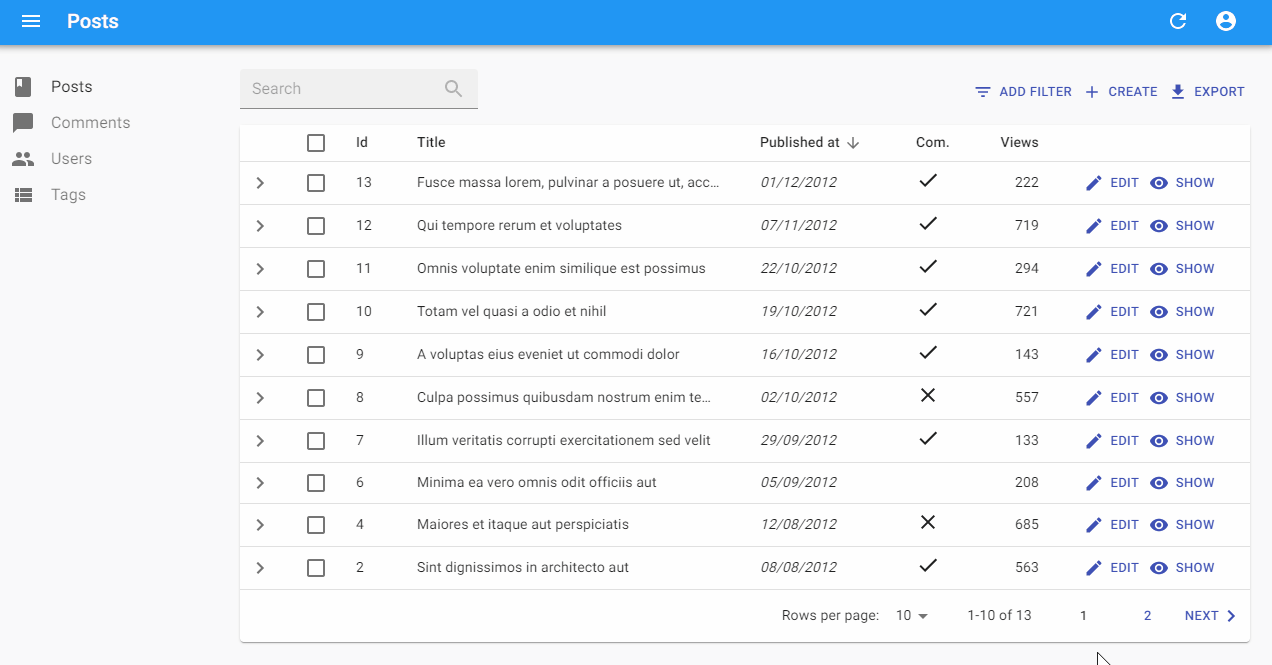 Posts
Posts
Comments
Users
Tags
Search
ADD FILTER CREATE EXPORT
Id Title Published at Com. Views
13 Fusce massa lorem, pulvinar a posuere ut, acc... 01/12/2012 222 EDIT SHOW
12 Qui tempore rerum et voluptates 07/11/2012 719 EDIT SHOW
11 Omnis voluptate enim similique est possimus 22/10/2012 294 EDIT SHOW
10 Totam vel quasi a odio et nihil 19/10/2012 721 EDIT SHOW
9 A voluptas eius eveniet ut commodi dolor 16/10/2012 143 EDIT SHOW
8 Culpa possimus quibusdam nostrum enim te... 02/10/2012 557 EDIT SHOW
7 Illum veritatis corrupti exercitationem sed velit 29/09/2012 133 EDIT SHOW
6 Minima ea vero omnis odit officiis aut 05/09/2012 208 EDIT SHOW
4 Maiores et itaque aut perspiciatis 12/08/2012 685 EDIT SHOW
2 Sint dignissimos in architecto aut 08/08/2012 563 EDIT SHOW
Rows per page: 10 1-10 of 13 1 2 NEXT